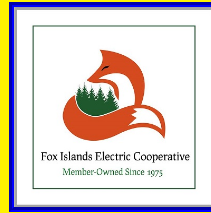 Fox Islands Electric Cooperative
Member-Owned Since 1975